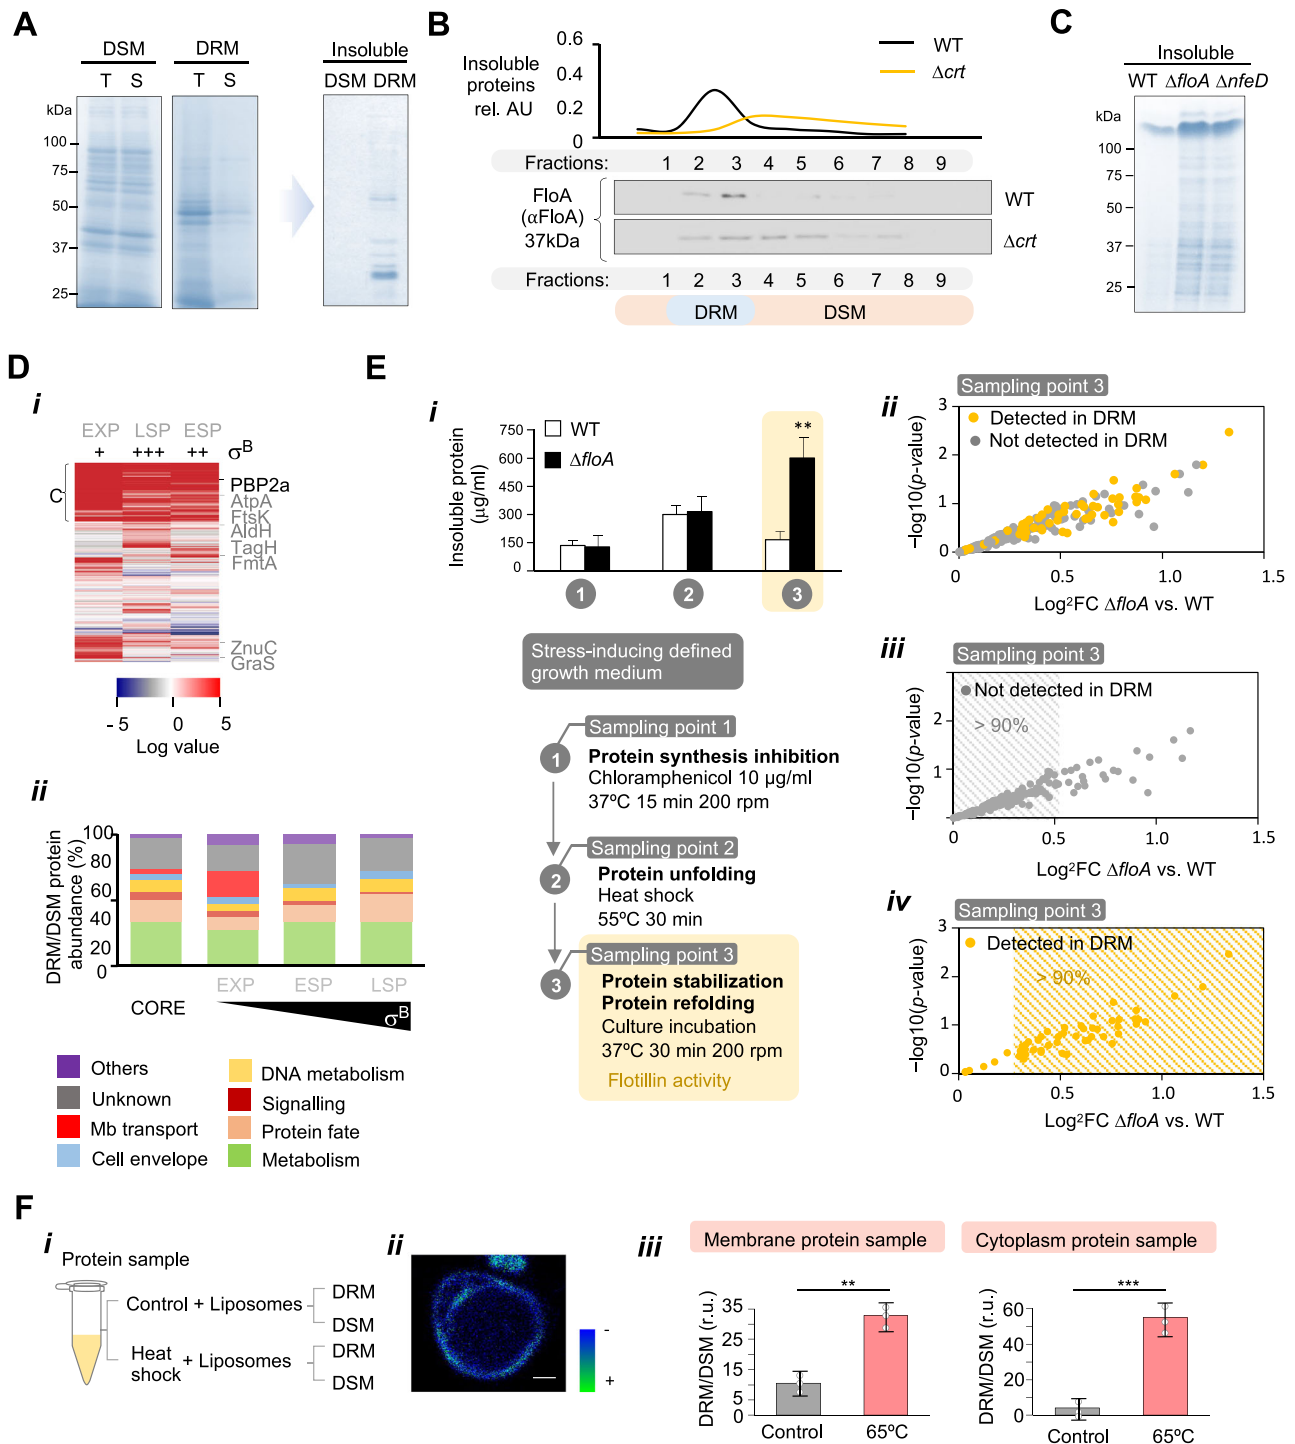 A
DSM
DRM
Insoluble
T
S
T
S
DSM DRM
kDa
100
75
50
37
25
B
0.6
0.2
0
Insoluble
proteins
rel. AU
WT
Δcrt
Fractions: 1 2 3 4 5 6 7 8 9
FloA
(αFloA)
37kDa
WT
Δcrt
Fractions: 1 2 3 4 5 6 7 8 9
DRM
DSM
C
Insoluble
WT ΔfloA ΔnfeD
kDa
100
75
50
37
25
D
i
EXP LSP ESP
+ +++ ++ σB
C
PBP2a
AtpA
FtsK
AldH
TagH
FmtA
ZnuC
GraS
- 5 0 5
Log value
ii
DRM/DSM protein
abundance (%)
100
60
40
20
0
CORE
EXP
ESP
LSP
σB
Others
Unknown
Mb transport
Cell envelope
DNA metabolism
Signalling
Protein fate
Metabolism
E
i
Insoluble protein
(µg/ml)
750
600
450
300
150
0
WT
ΔfloA
**
1
2
3
Stress-inducing defined
growth medium
Sampling point 1
1
Protein synthesis inhibition
Chloramphenicol 10 µg/ml
37ºC 15 min 200 rpm
Sampling point 2
2
Protein unfolding
Heat shock
55ºC 30 min
Sampling point 3
3
Protein stabilization
Protein refolding
Culture incubation
37ºC 30 min 200 rpm
Flotillin activity
ii
Sampling point 3
Detected in DRM
Not detected in DRM
−log10(p-value)
3
2
1
0
0 0.5 1.0 1.5
Log2FC ΔfloA vs. WT
iii
Sampling point 3
Not detected in DRM
> 90%
−log10(p-value)
2
1
0
0 0.5 1.0 1.5
Log2FC ΔfloA vs. WT
iv
Sampling point 3
Detected in DRM
> 90%
−log10(p-value)
3
2
1
0
0 0.5 1.0 1.5
Log2FC ΔfloA vs. WT
F
i
Protein sample
Control + Liposomes
DRM
DSM
Heat
shock + Liposomes
DRM
DSM
ii
-
+
iii
Membrane protein sample
DRM/DSM (r.u.)
35
25
15
5
0
**
Control 65ºC
Cytoplasm protein sample
DRM/DSM (r.u.)
60
40
20
0
***
Control 65ºC